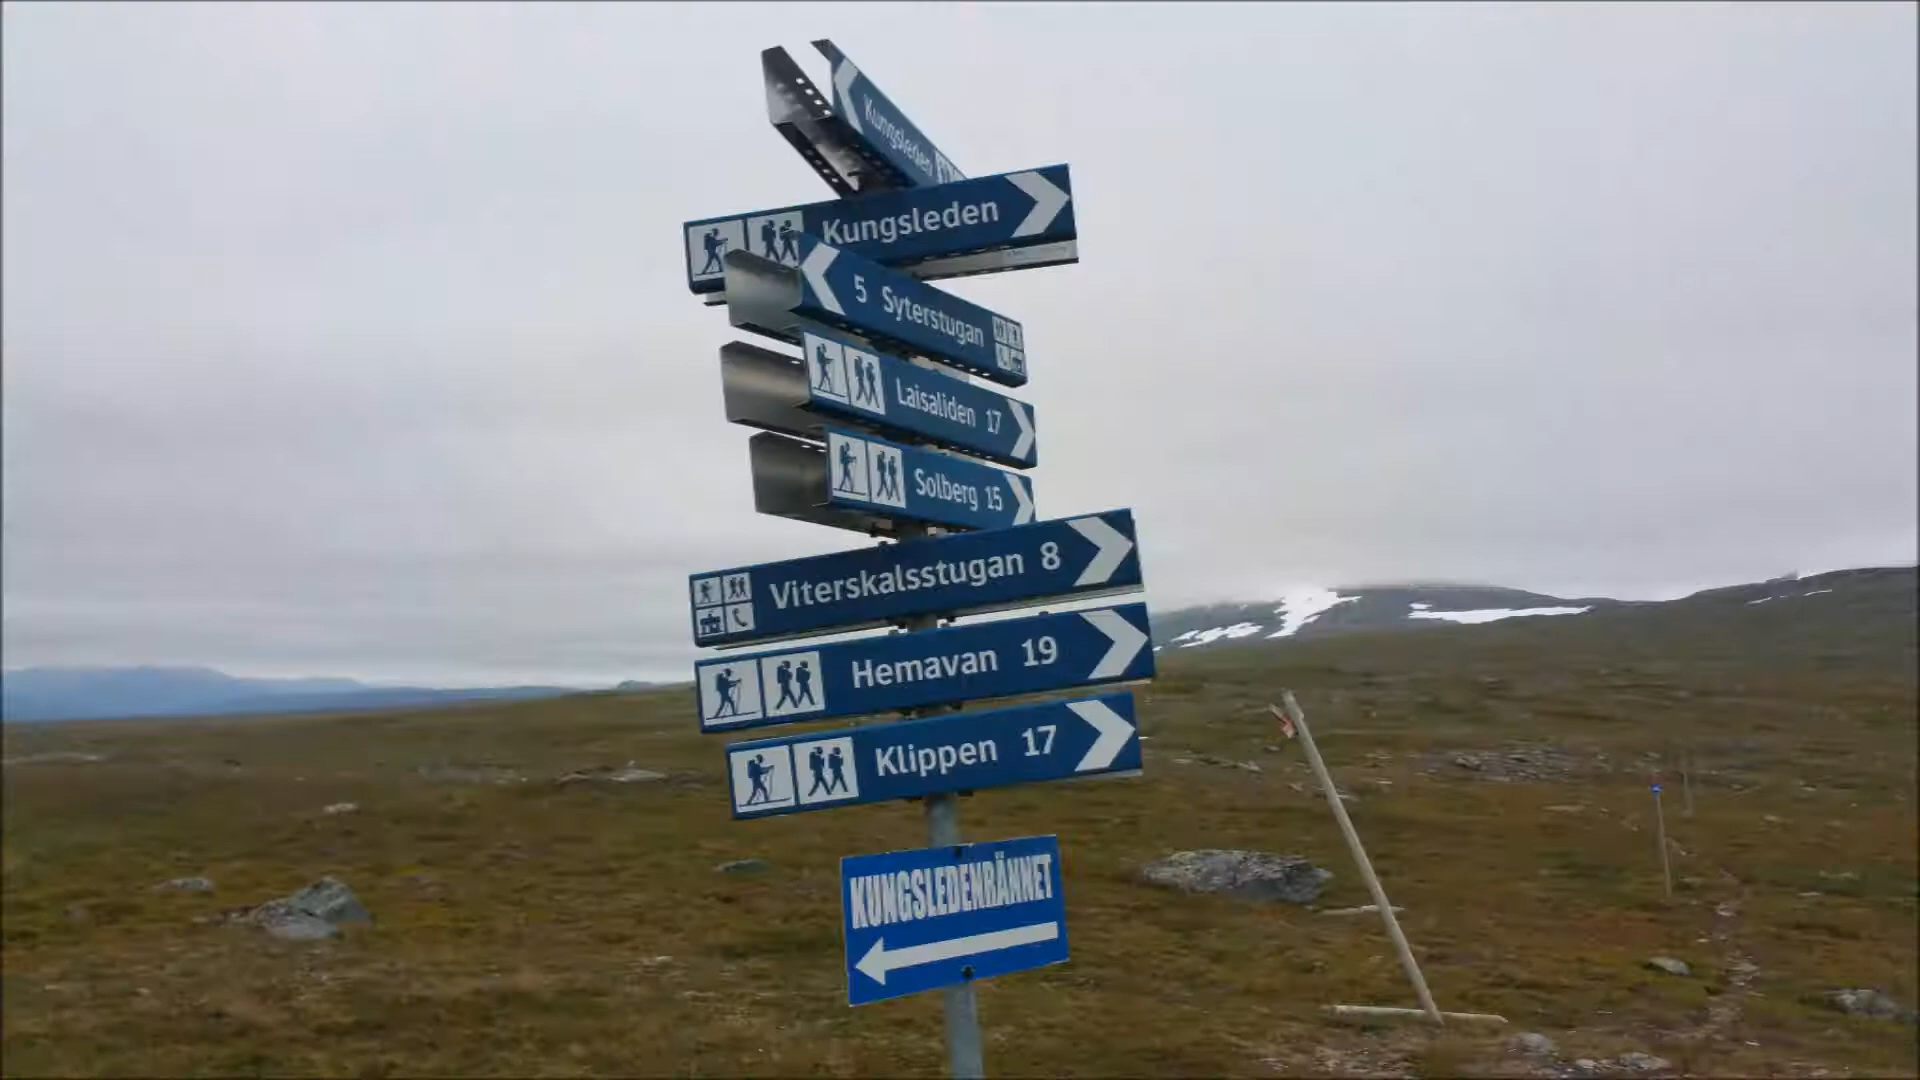 Kungsleden
Kungsleden
5 Syterstugan
Laisaliden 17
Solberg 15
Viterskalsstugan 8
Hemavan 19
Klippen 17
KUNGSLEDENRÄNNET